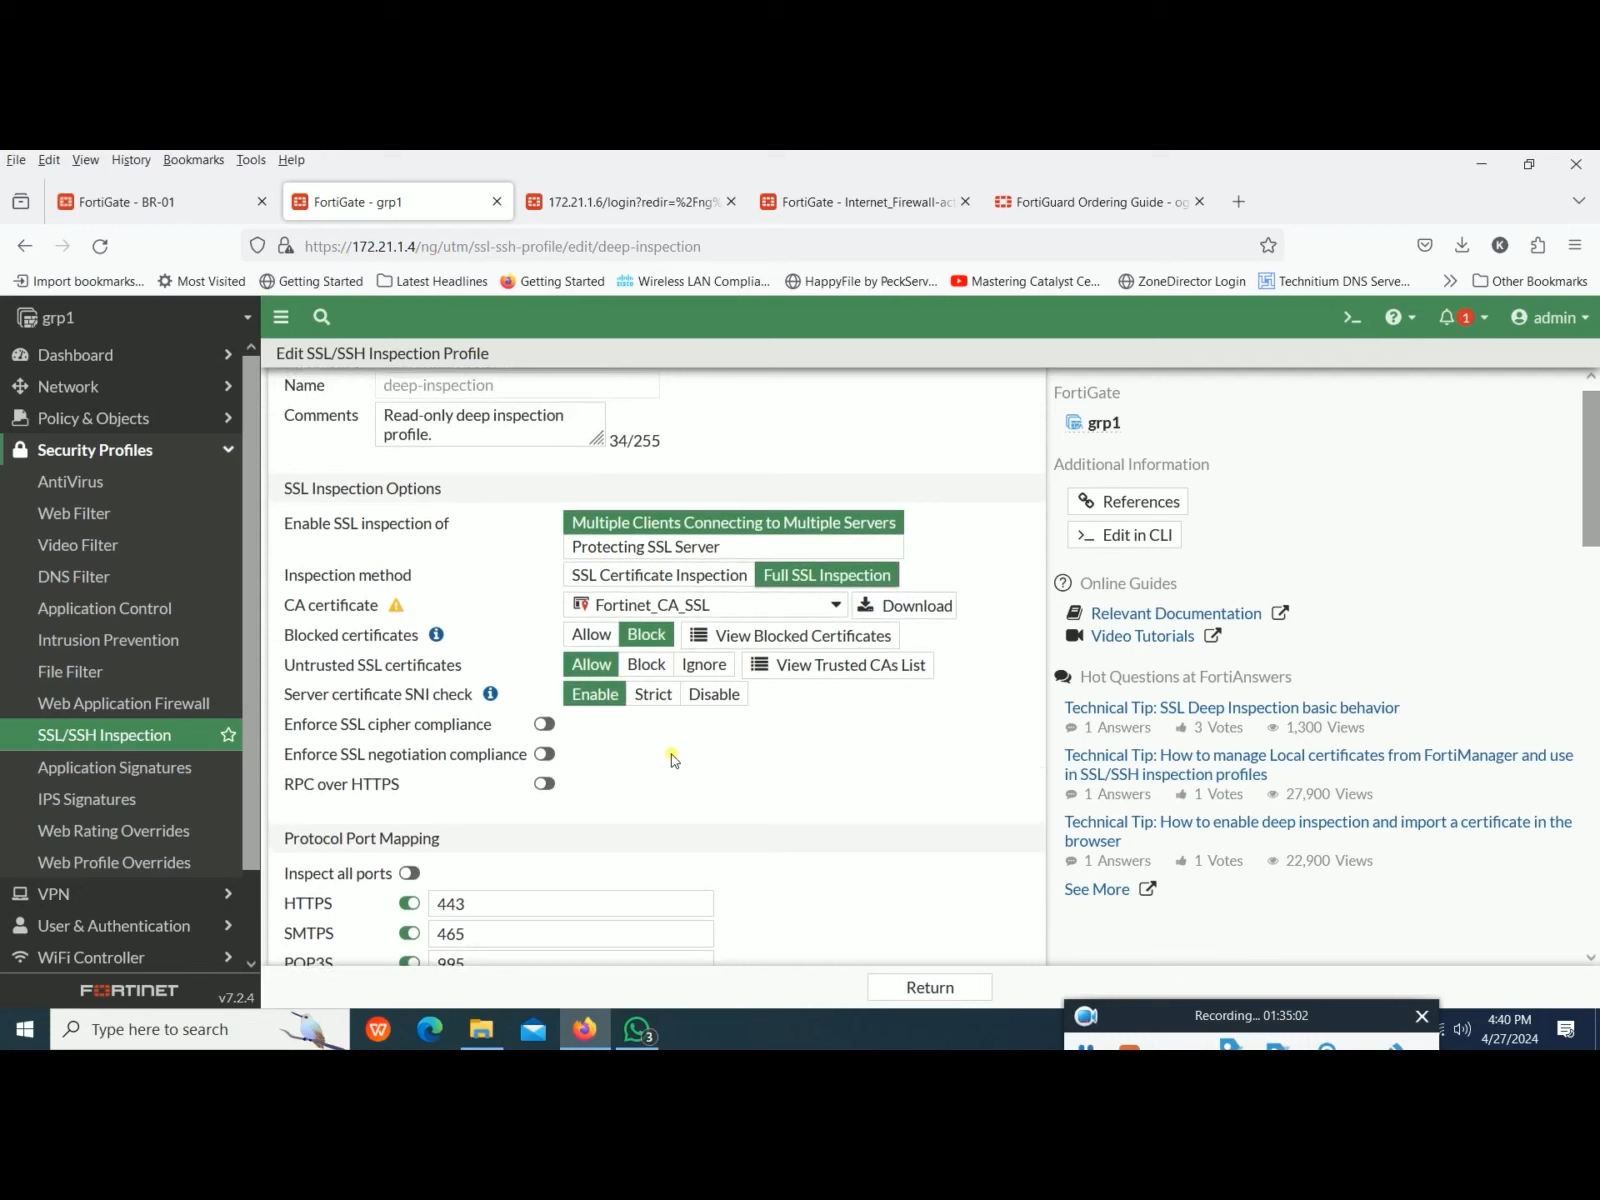 File Edit View History Bookmarks Tools Help
FortiGate - BR-01
FortiGate - grp1
172.21.1.6/login?redir=%2Fng%
FortiGate - Internet_Firewall-ac
FortiGuard Ordering Guide - og
https://172.21.1.4/ng/utm/ssl-ssh-profile/edit/deep-inspection
K
Import bookmarks... Most Visited Getting Started Latest Headlines Getting Started Wireless LAN Complia... HappyFile by PeckServ... Mastering Catalyst Ce... ZoneDirector Login Technitium DNS Serve... Other Bookmarks
grp1
1
admin
Dashboard
Network
Policy & Objects
Security Profiles
AntiVirus
Web Filter
Video Filter
DNS Filter
Application Control
Intrusion Prevention
File Filter
Web Application Firewall
SSL/SSH Inspection
Application Signatures
IPS Signatures
Web Rating Overrides
Web Profile Overrides
VPN
User & Authentication
WiFi Controller
FORTINET
v7.2.4
Edit SSL/SSH Inspection Profile
Name deep-inspection
Comments Read-only deep inspection
profile.
34/255
SSL Inspection Options
Enable SSL inspection of Multiple Clients Connecting to Multiple Servers
Protecting SSL Server
Inspection method SSL Certificate Inspection Full SSL Inspection
CA certificate Fortinet_CA_SSL Download
Blocked certificates Allow Block View Blocked Certificates
Untrusted SSL certificates Allow Block Ignore View Trusted CAs List
Server certificate SNI check Enable Strict Disable
Enforce SSL cipher compliance
Enforce SSL negotiation compliance
RPC over HTTPS
Protocol Port Mapping
Inspect all ports
HTTPS 443
SMTPS 465
POP3S 995
Return
FortiGate
grp1
Additional Information
References
Edit in CLI
Online Guides
Relevant Documentation
Video Tutorials
Hot Questions at FortiAnswers
Technical Tip: SSL Deep Inspection basic behavior
1 Answers 3 Votes 1,300 Views
Technical Tip: How to manage Local certificates from FortiManager and use
in SSL/SSH inspection profiles
1 Answers 1 Votes 27,900 Views
Technical Tip: How to enable deep inspection and import a certificate in the
browser
1 Answers 1 Votes 22,900 Views
See More
Type here to search
W
3
Recording... 01:35:02
4:40 PM
4/27/2024